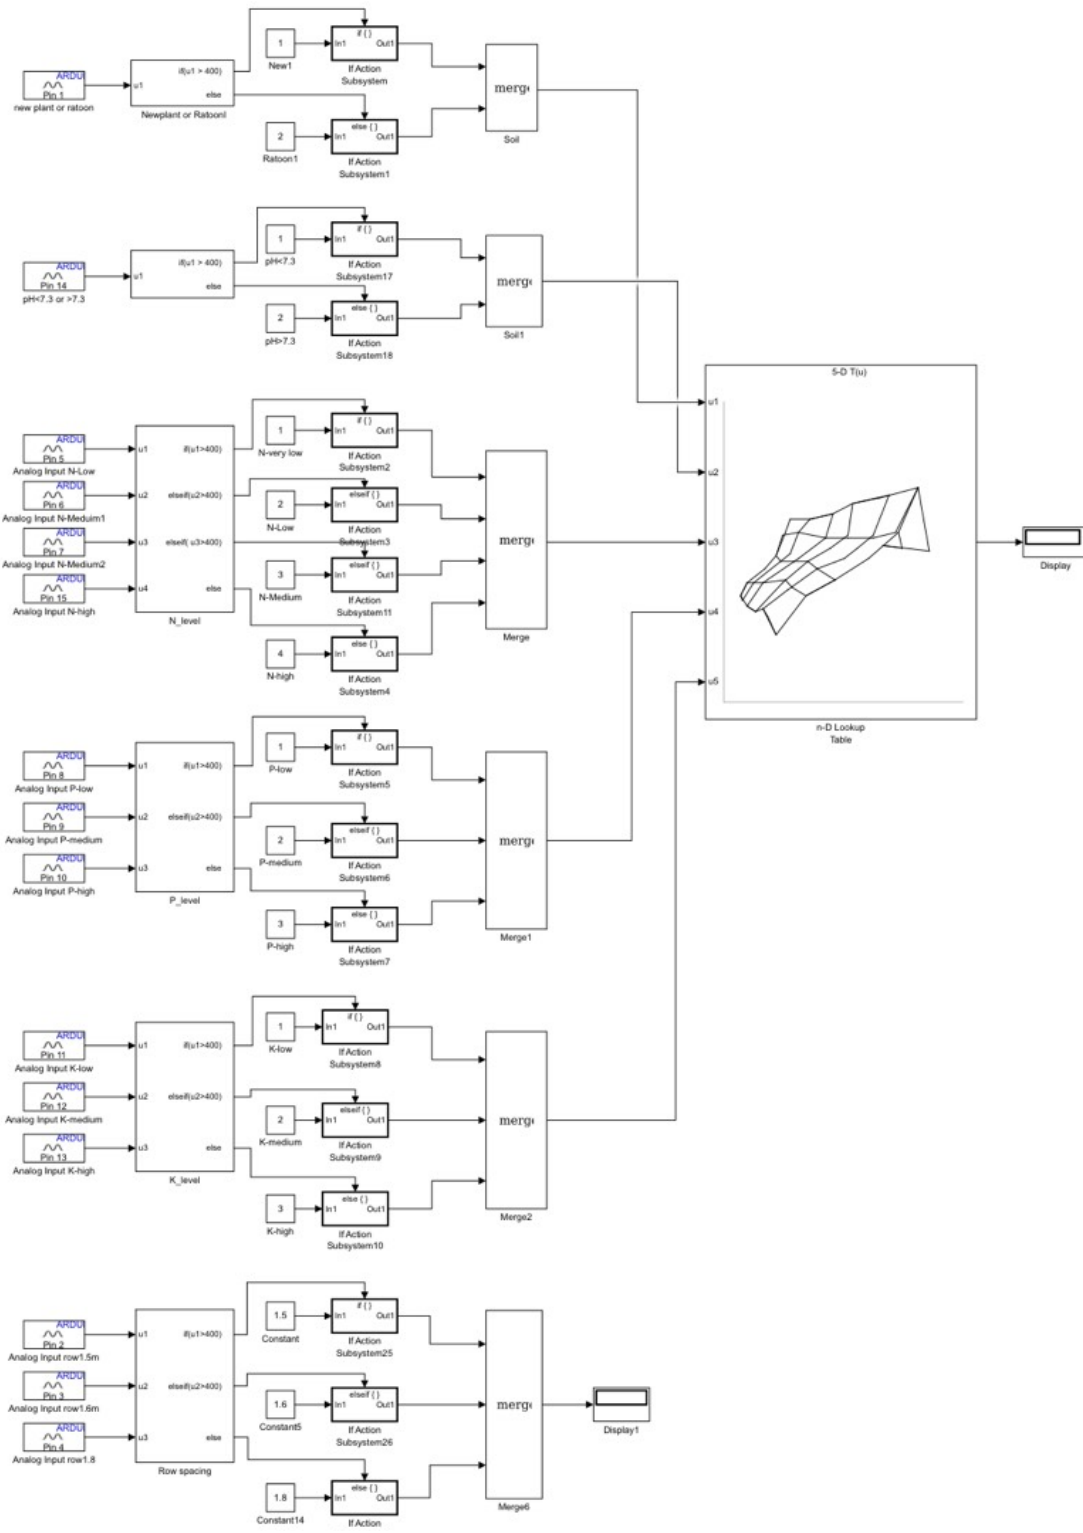 if { }
1
In1
Out1
New1
If Action
Subsystem
ARDU
Pin 1
new plant or ratoon
u1
if(u1 > 400)
else
Newplant or Ratoonl
else { }
2
In1
Out1
Ratoon1
If Action
Subsystem1
merge
Soil
if { }
1
In1
Out1
pH<7.3
If Action
Subsystem17
ARDU
Pin 14
pH<7.3 or >7.3
u1
if(u1 > 400)
else
else { }
2
In1
Out1
pH>7.3
If Action
Subsystem18
merge
Soil1
5-D T(u)
u1
u2
u3
u4
u5
n-D Lookup
Table
Display
if { }
1
In1
Out1
N-very low
If Action
Subsystem2
ARDU
Pin 5
Analog Input N-Low
ARDU
Pin 6
Analog Input N-Meduim1
ARDU
Pin 7
Analog Input N-Medium2
ARDU
Pin 15
Analog Input N-high
u1
if(u1>400)
u2
elseif(u2>400)
u3
elseif( u3>400)
u4
else
N_level
elseif { }
2
In1
Out1
N-Low
If Action
Subsystem3
elseif { }
3
In1
Out1
N-Medium
If Action
Subsystem11
else { }
4
In1
Out1
N-high
If Action
Subsystem4
merge
Merge
if { }
1
In1
Out1
P-low
If Action
Subsystem5
ARDU
Pin 8
Analog Input P-low
ARDU
Pin 9
Analog Input P-medium
ARDU
Pin 10
Analog Input P-high
u1
if(u1>400)
u2
elseif(u2>400)
u3
else
P_level
elseif { }
2
In1
Out1
P-medium
If Action
Subsystem6
else { }
3
In1
Out1
P-high
If Action
Subsystem7
merge
Merge1
if { }
1
In1
Out1
K-low
If Action
Subsystem8
ARDU
Pin 11
Analog Input K-low
ARDU
Pin 12
Analog Input K-medium
ARDU
Pin 13
Analog Input K-high
u1
if(u1>400)
u2
elseif(u2>400)
u3
else
K_level
elseif { }
2
In1
Out1
K-medium
If Action
Subsystem9
else { }
3
In1
Out1
K-high
If Action
Subsystem10
merge
Merge2
if { }
1.5
In1
Out1
Constant
If Action
Subsystem25
ARDU
Pin 2
Analog Input row1.5m
ARDU
Pin 3
Analog Input row1.6m
ARDU
Pin 4
Analog Input row1.8
u1
if(u1>400)
u2
elseif(u2>400)
u3
else
Row spacing
elseif { }
1.6
In1
Out1
Constant5
If Action
Subsystem26
else { }
1.8
In1
Out1
Constant14
If Action
merge
Merge6
Display1